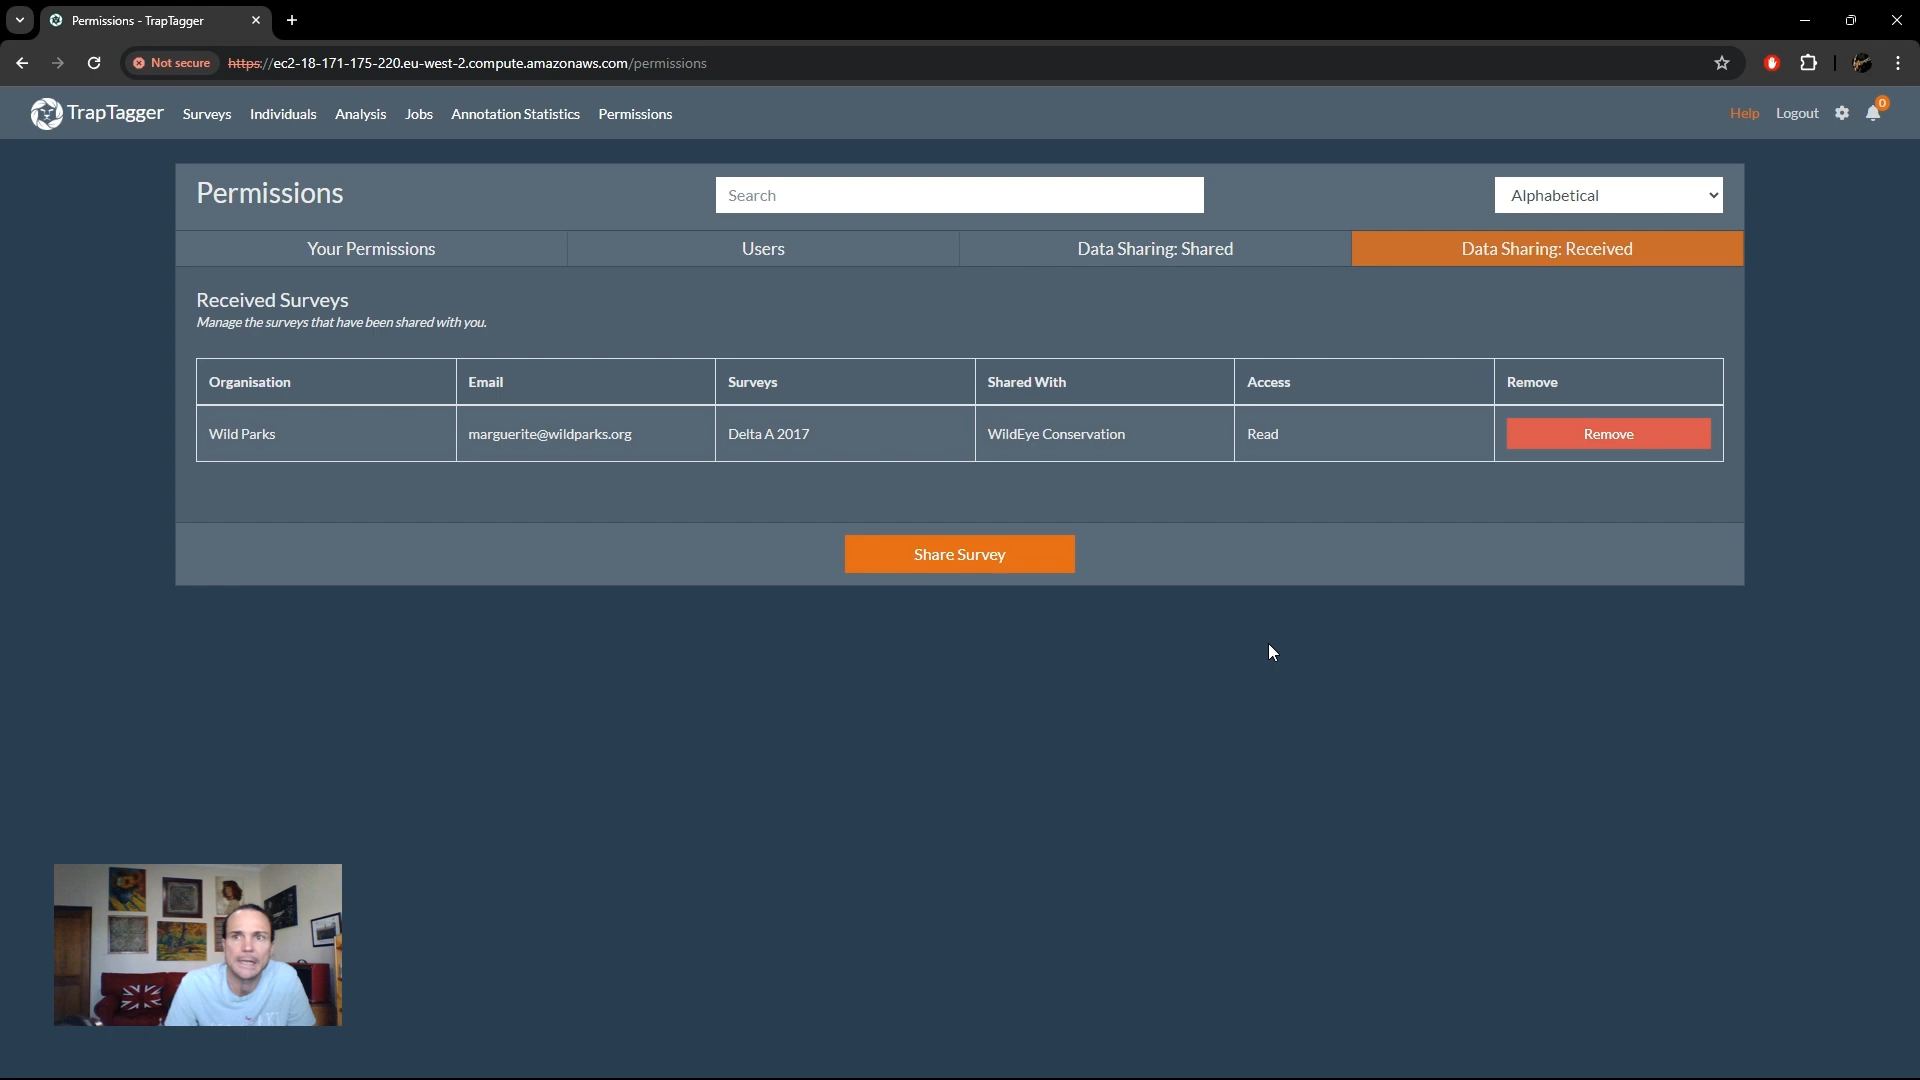 Permissions - TrapTagger
Not secure https://ec2-18-171-175-220.eu-west-2.compute.amazonaws.com/permissions
TrapTagger Surveys Individuals Analysis Jobs Annotation Statistics Permissions Help Logout 0
Permissions Search Alphabetical
Your Permissions Users Data Sharing: Shared Data Sharing: Received
Received Surveys
Manage the surveys that have been shared with you.
Organisation Email Surveys Shared With Access Remove
Wild Parks marguerite@wildparks.org Delta A 2017 WildEye Conservation Read Remove
Share Survey